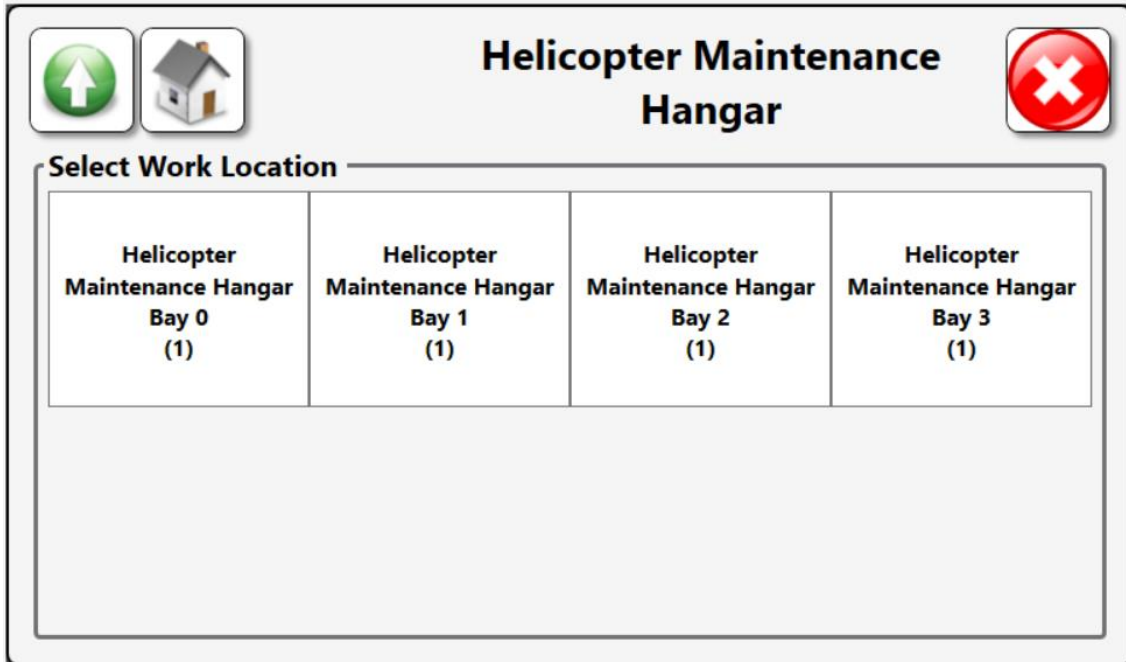 Helicopter Maintenance
Hangar
Select Work Location
Helicopter
Maintenance Hangar
Bay 0
(1)
Helicopter
Maintenance Hangar
Bay 1
(1)
Helicopter
Maintenance Hangar
Bay 2
(1)
Helicopter
Maintenance Hangar
Bay 3
(1)